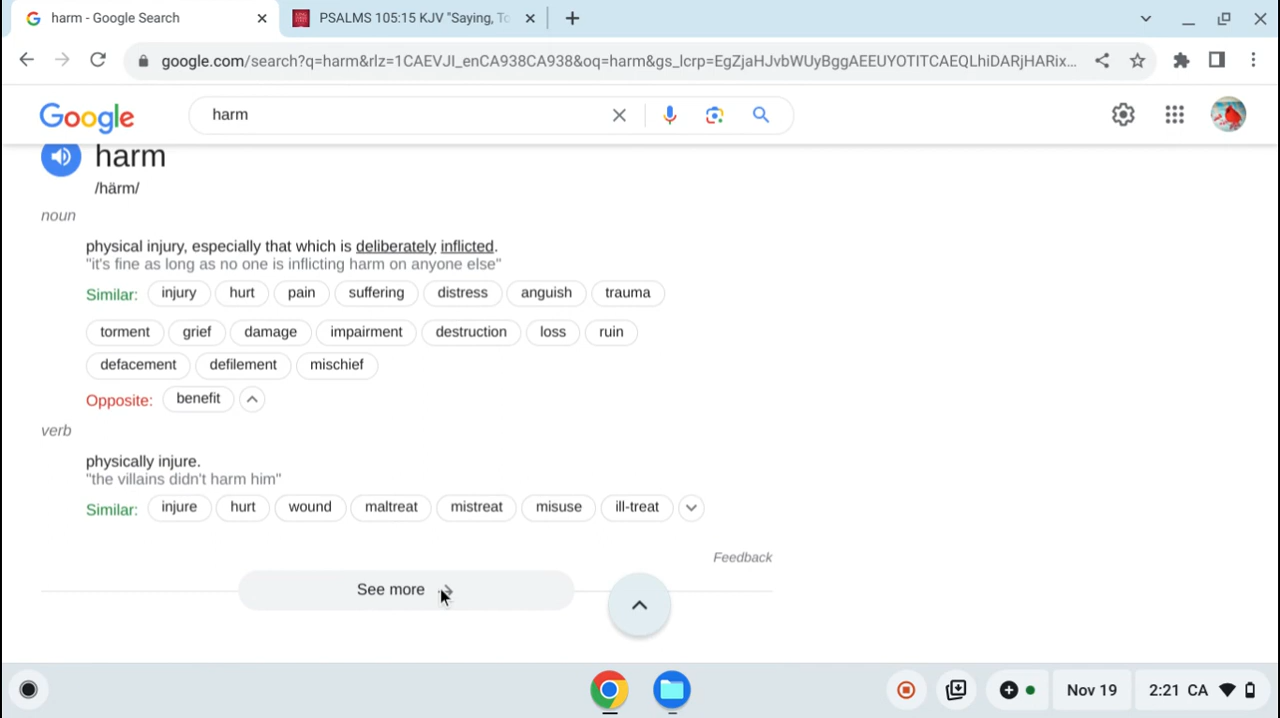 harm - Google Search
PSALMS 105:15 KJV "Saying, To
google.com/search?q=harm&rlz=1CAEVJI_enCA938CA938&oq=harm&gs_lcrp=EgZjaHJvbWUyBggAEEUYOTITCAEQLhiDARjHARix...
Google
harm
harm
/härm/
noun
physical injury, especially that which is deliberately inflicted.
"it's fine as long as no one is inflicting harm on anyone else"
Similar: injury hurt pain suffering distress anguish trauma
torment grief damage impairment destruction loss ruin
defacement defilement mischief
Opposite: benefit
verb
physically injure.
"the villains didn't harm him"
Similar: injure hurt wound maltreat mistreat misuse ill-treat
Feedback
See more
Nov 19
2:21 CA